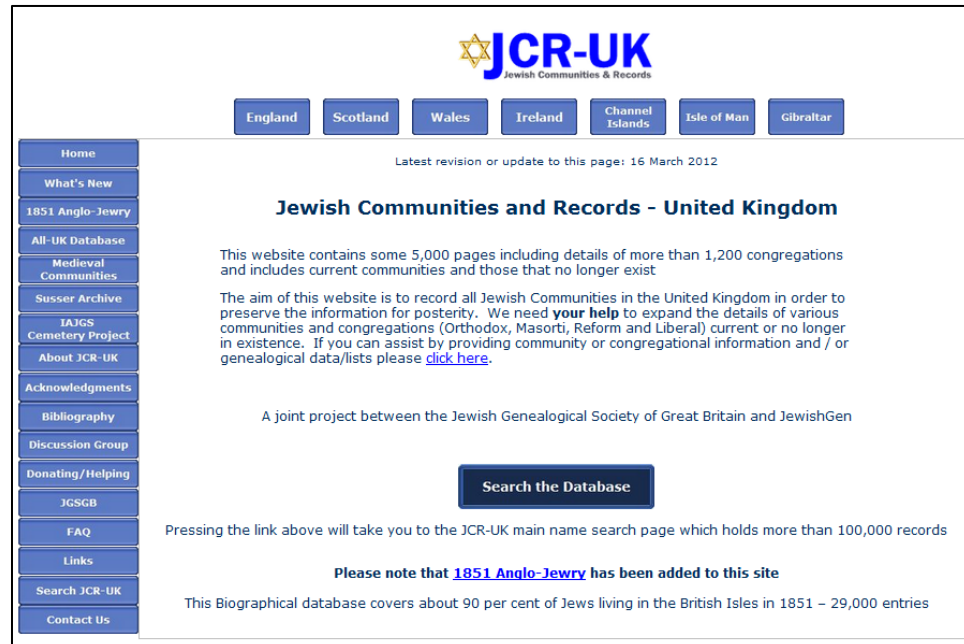 JCR-UK
Jewish Communities & Records
England
Scotland
Wales
Ireland
Channel
Islands
Isle of Man
Gibraltar
Home
What's New
1851 Anglo-Jewry
All-UK Database
Medieval
Communities
Susser Archive
IAJGS
Cemetery Project
About JCR-UK
Acknowledgments
Bibliography
Discussion Group
Donating/Helping
JGSGB
FAQ
Links
Search JCR-UK
Contact Us
Latest revision or update to this page: 16 March 2012
Jewish Communities and Records - United Kingdom
This website contains some 5,000 pages including details of more than 1,200 congregations
and includes current communities and those that no longer exist
The aim of this website is to record all Jewish Communities in the United Kingdom in order to
preserve the information for posterity. We need your help to expand the details of various
communities and congregations (Orthodox, Masorti, Reform and Liberal) current or no longer
in existence. If you can assist by providing community or congregational information and / or
genealogical data/lists please click here.
A joint project between the Jewish Genealogical Society of Great Britain and JewishGen
Search the Database
Pressing the link above will take you to the JCR-UK main name search page which holds more than 100,000 records
Please note that 1851 Anglo-Jewry has been added to this site
This Biographical database covers about 90 per cent of Jews living in the British Isles in 1851 – 29,000 entries